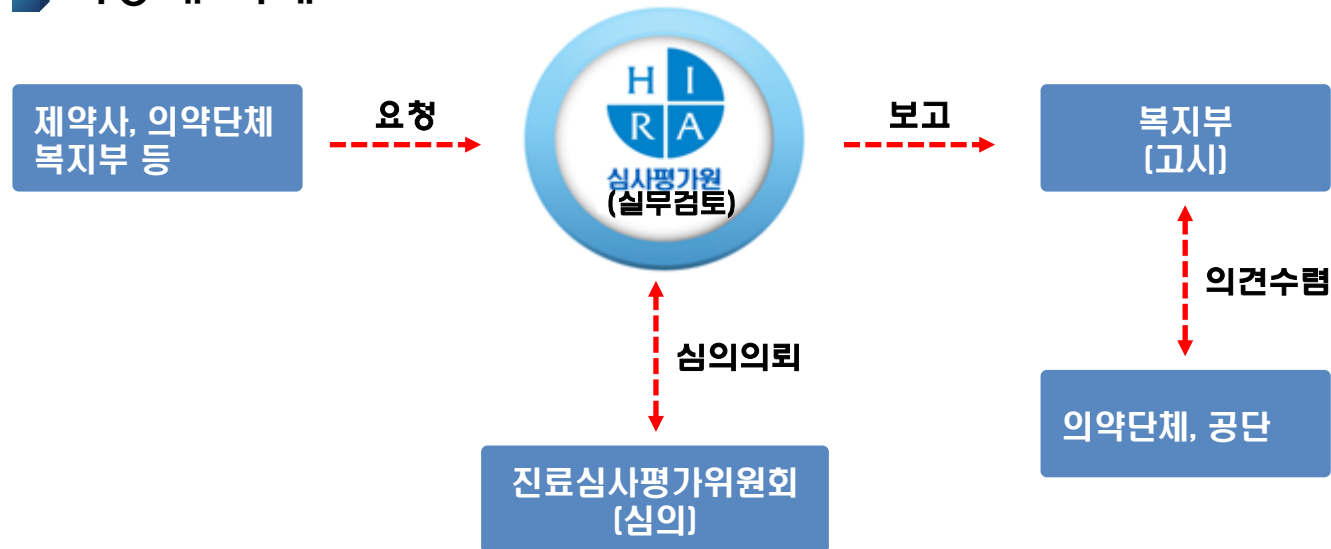 제약사, 의약단체
복지부 등
요청
H I
R A
심사평가원
(실무검토)
보고
복지부
(고시)
의견수렴
심의의뢰
의약단체, 공단
진료심사평가위원회
(심의)